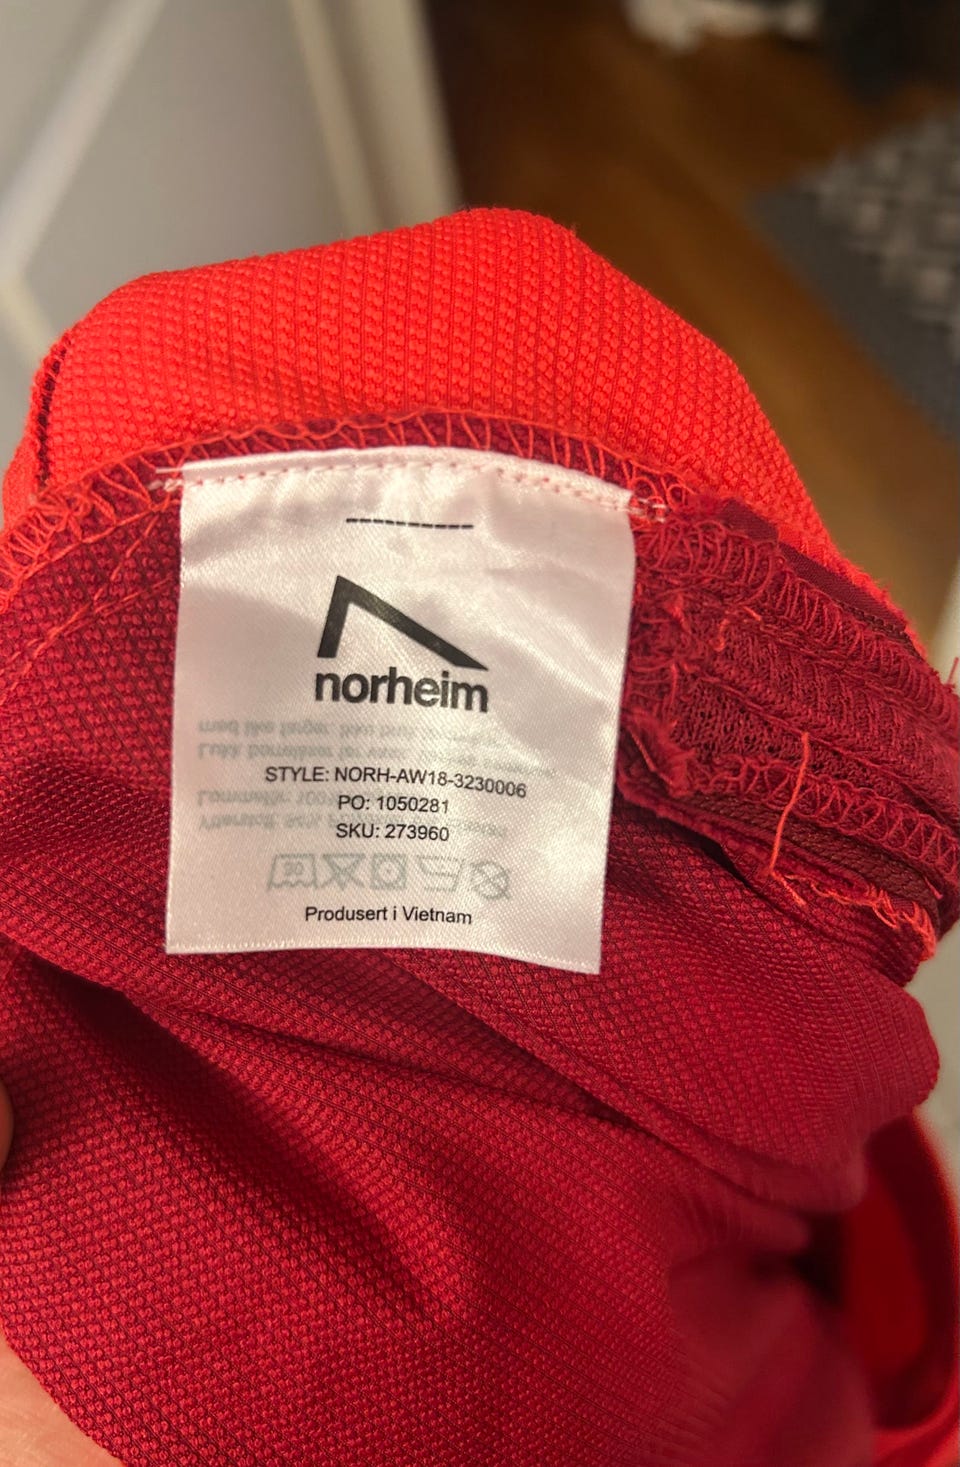 norheim
STYLE: NORH-AW18-3230006
PO: 1050281
SKU: 273960
Produsert i Vietnam